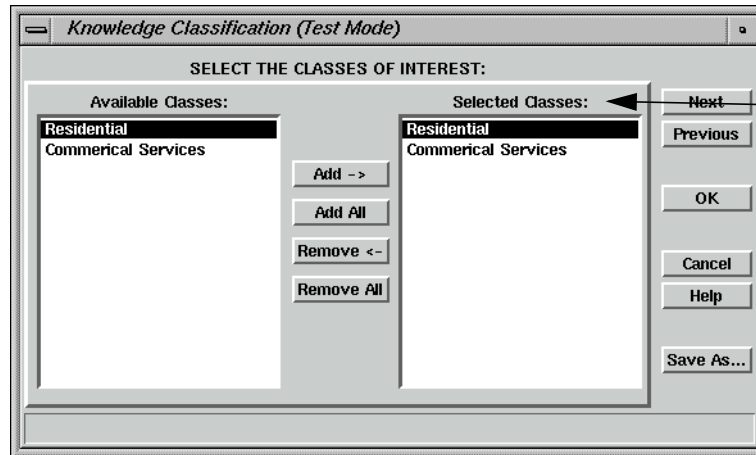 Knowledge Classification (Test Mode)
SELECT THE CLASSES OF INTEREST:
Available Classes:
Residential
Commerical Services
Add ->
Add All
Remove <-
Remove All
Selected Classes:
Residential
Commerical Services
Next
Previous
OK
Cancel
Help
Save As...